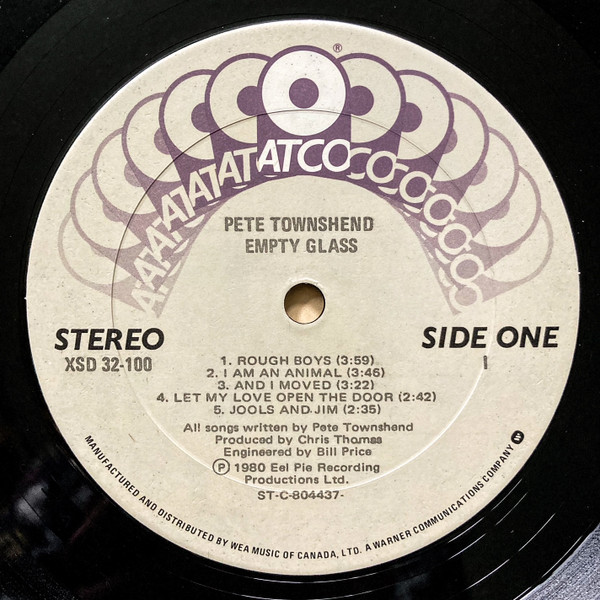 ®
ATCO
PETE TOWNSHEND
EMPTY GLASS
STEREO
XSD 32-100
SIDE ONE
1
1. ROUGH BOYS (3:59)
2. I AM AN ANIMAL (3:46)
3. AND I MOVED (3:22)
4. LET MY LOVE OPEN THE DOOR (2:42)
5. JOOLS AND JIM (2:35)
All songs written by Pete Townshend
Produced by Chris Thomas
Engineered by Bill Price
Ⓟ 1980 Eel Pie Recording
Productions Ltd.
ST-C-804437-
MANUFACTURED AND DISTRIBUTED BY WEA MUSIC OF CANADA, LTD. A WARNER COMMUNICATIONS COMPANY